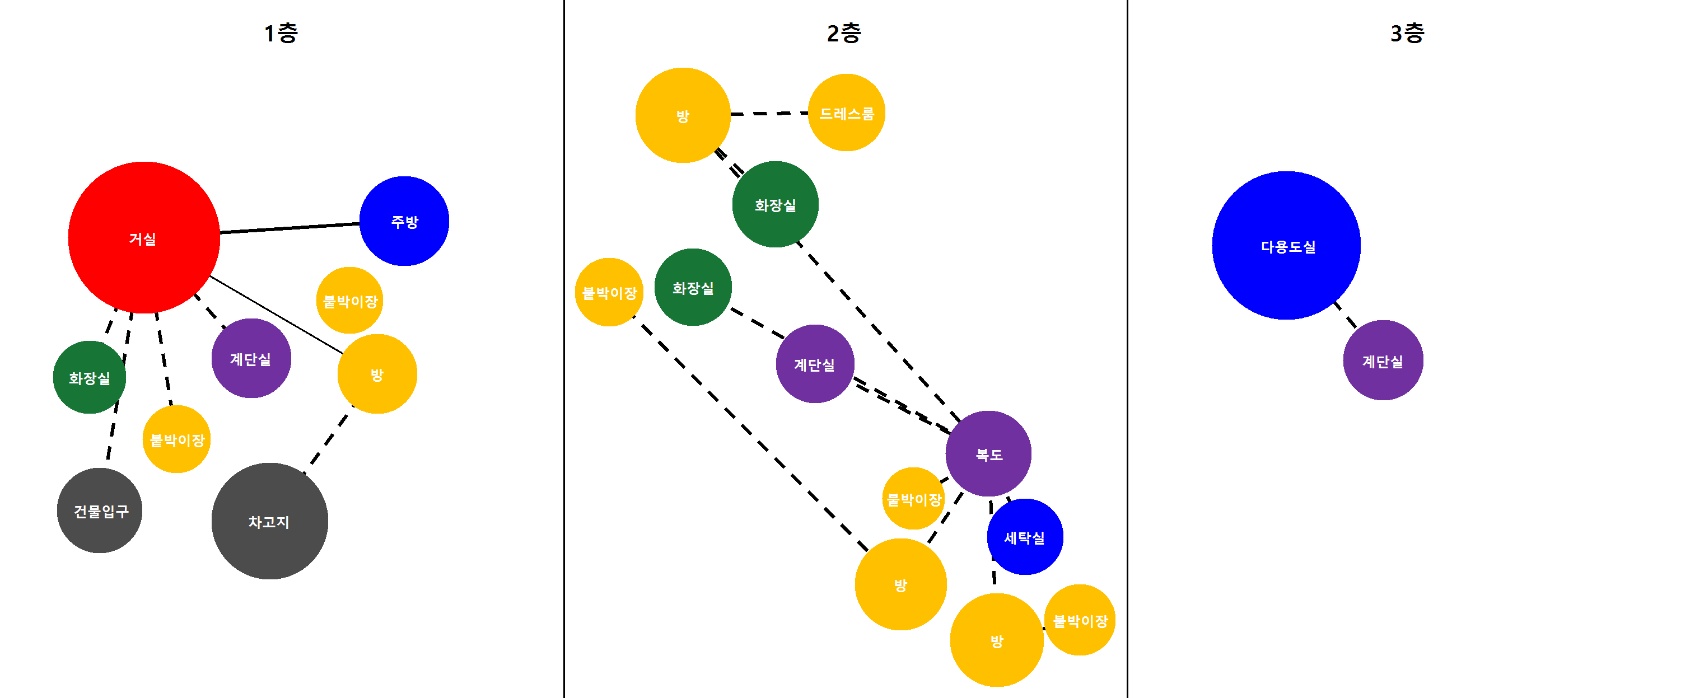 1층
거실
주방
붙박이장
방
계단실
화장실
붙박이장
건물입구
차고지
2층
방
드레스룸
화장실
붙박이장
화장실
계단실
복도
붙박이장
세탁실
방
방
붙박이장
3층
다용도실
계단실